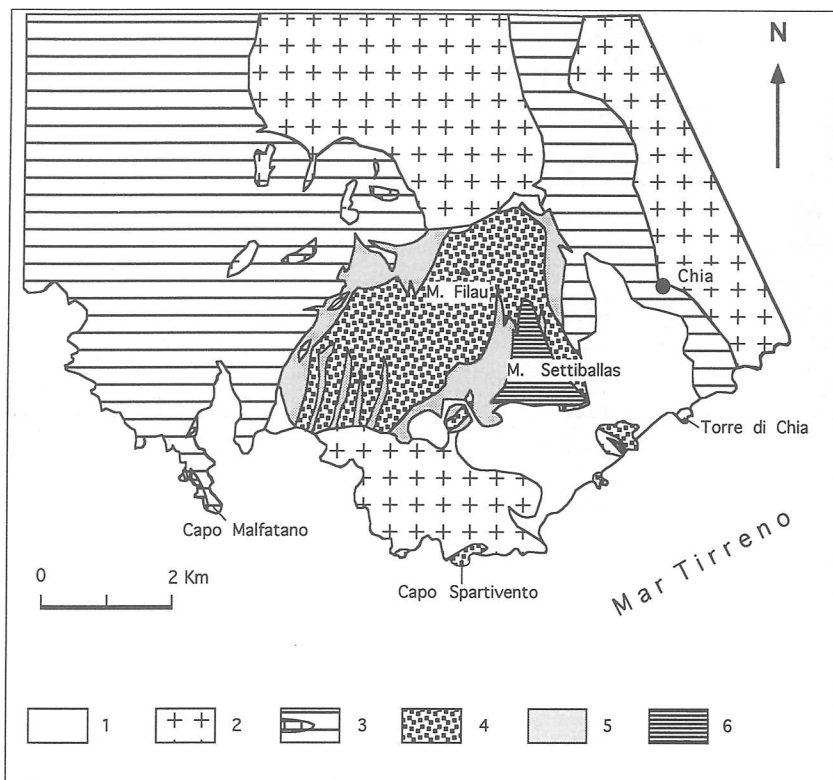 N
Chia
M. Filau
M. Settiballas
Torre di Chia
Capo Malfatano
Mar Tirreno
0 2 Km
Capo Spartivento
1 2 3 4 5 6